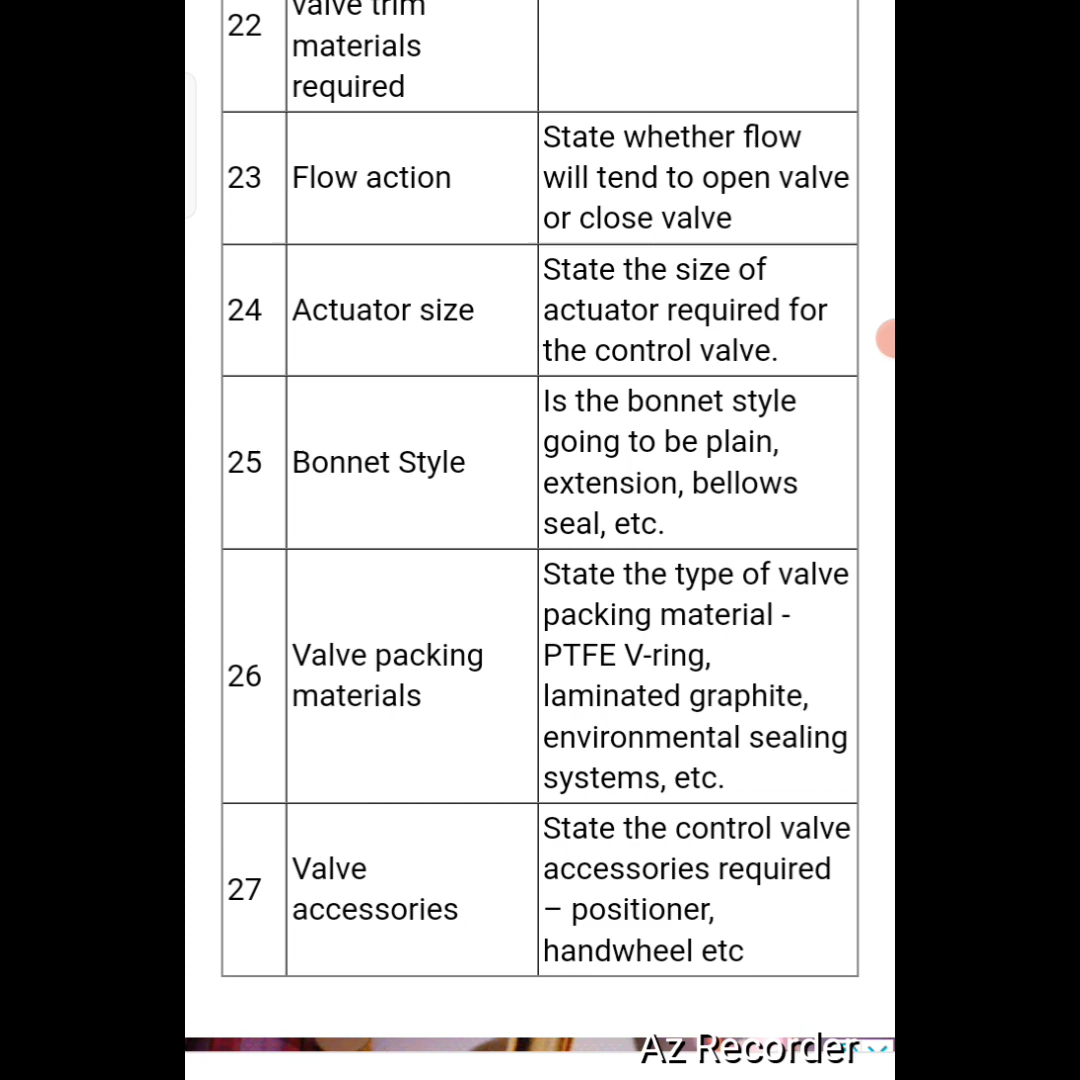 22
valve trim
materials
required
23
Flow action
State whether flow
will tend to open valve
or close valve
24
Actuator size
State the size of
actuator required for
the control valve.
25
Bonnet Style
Is the bonnet style
going to be plain,
extension, bellows
seal, etc.
26
Valve packing
materials
State the type of valve
packing material -
PTFE V-ring,
laminated graphite,
environmental sealing
systems, etc.
27
Valve
accessories
State the control valve
accessories required
– positioner,
handwheel etc
Az Recorder